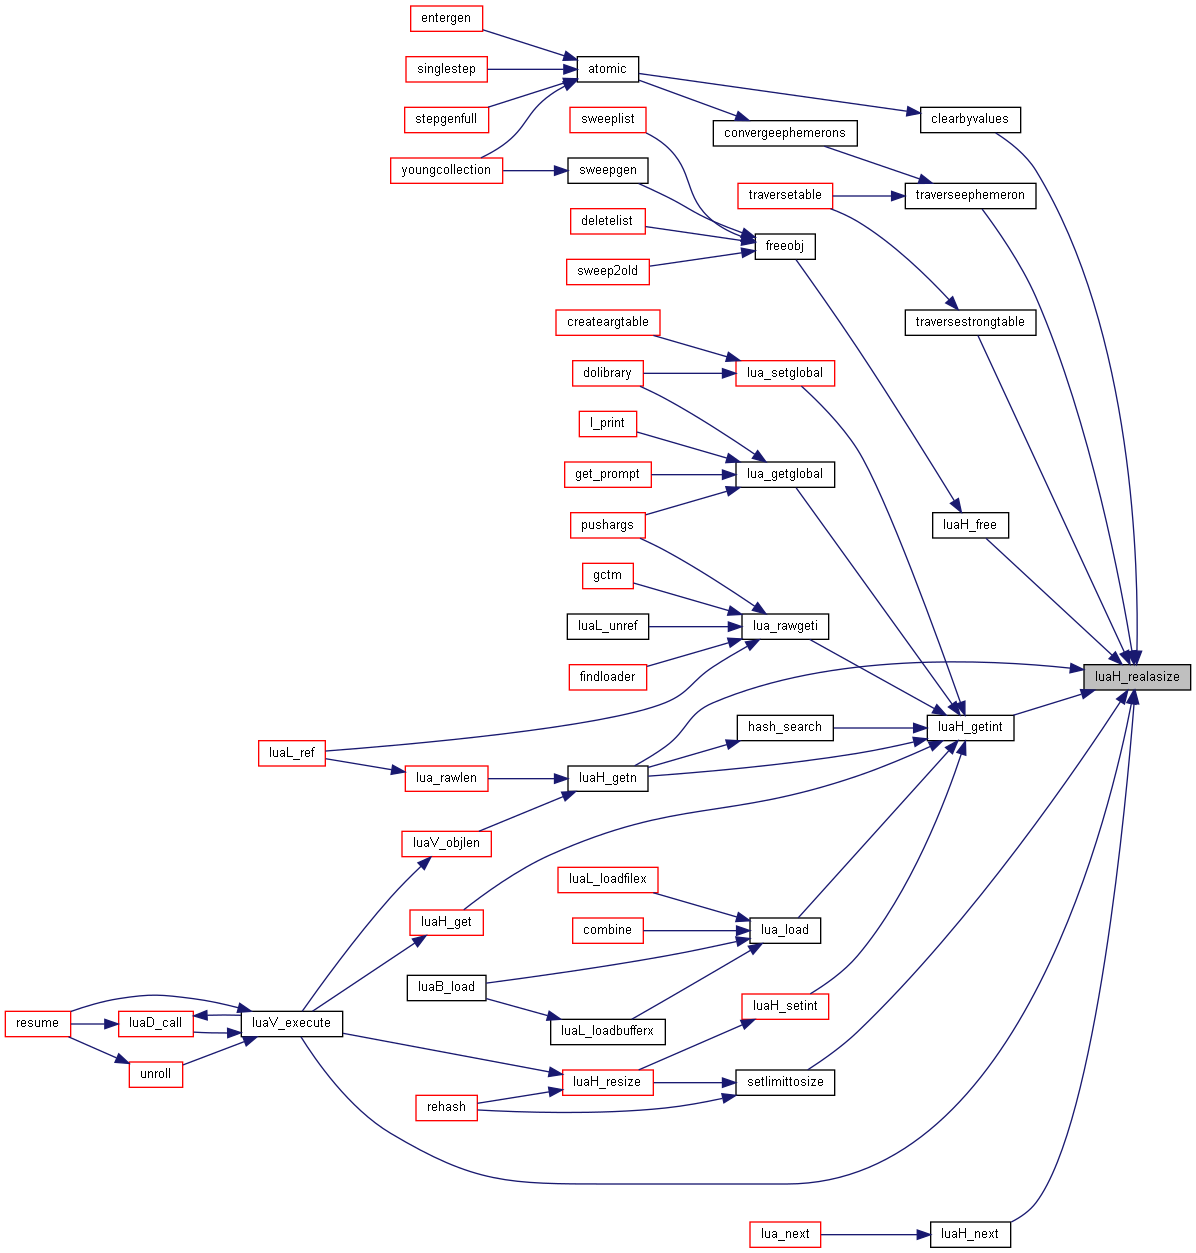 entergen
singlestep
atomic
stepgenfull
sweeplist
convergeephemerons
clearbyvalues
youngcollection
sweepgen
traversetable
traverseephemeron
deletelist
freeobj
sweep2old
createargtable
traversestrongtable
dolibrary
lua_setglobal
l_print
get_prompt
lua_getglobal
pushargs
luaH_free
gctm
luaL_unref
lua_rawgeti
findloader
luaH_realasize
luaL_ref
hash_search
luaH_getint
lua_rawlen
luaH_getn
luaV_objlen
luaL_loadfilex
luaH_get
combine
lua_load
luaB_load
luaH_setint
resume
luaD_call
luaV_execute
luaL_loadbufferx
unroll
luaH_resize
setlimittosize
rehash
lua_next
luaH_next